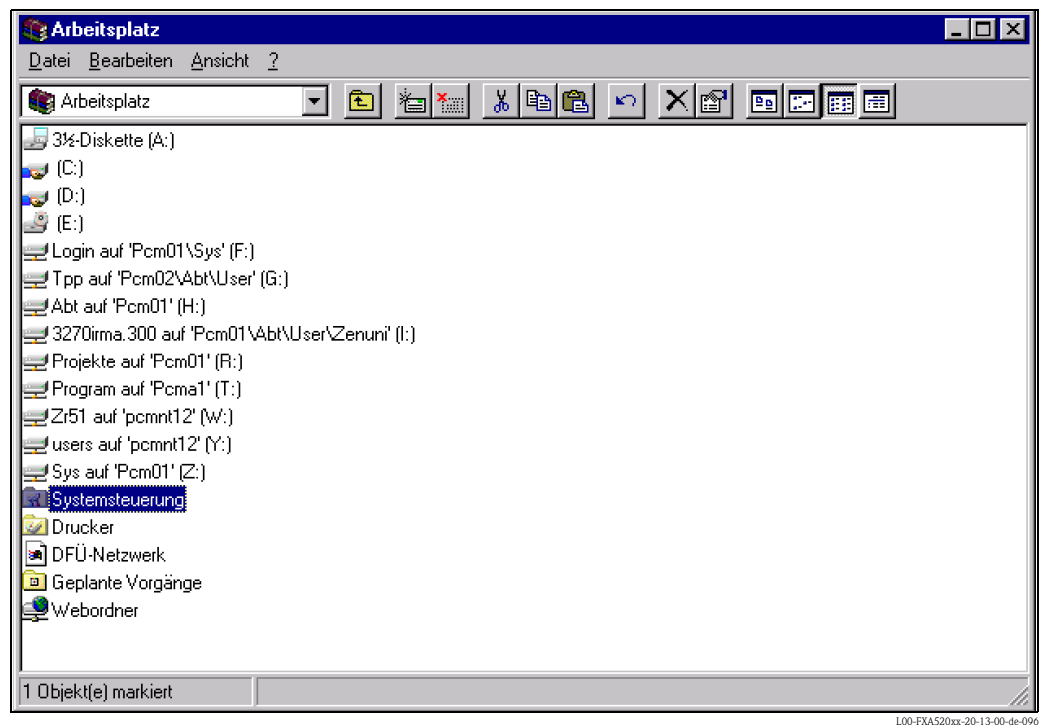 Arbeitsplatz
Datei Bearbeiten Ansicht ?
Arbeitsplatz
3½-Diskette (A:)
(C:)
(D:)
(E:)
Login auf 'Pcm01\Sys' (F:)
Tpp auf 'Pcm02\Abt\User' (G:)
Abt auf 'Pcm01' (H:)
3270irma.300 auf 'Pcm01\Abt\User\Zenuni' (I:)
Projekte auf 'Pcm01' (R:)
Program auf 'Pcma1' (T:)
Zr51 auf 'pcmnt12' (W:)
users auf 'pcmnt12' (Y:)
Sys auf 'Pcm01' (Z:)
Systemsteuerung
Drucker
DFÜ-Netzwerk
Geplante Vorgänge
Webordner
1 Objekt(e) markiert
L00-FXA520xx-20-13-00-de-096